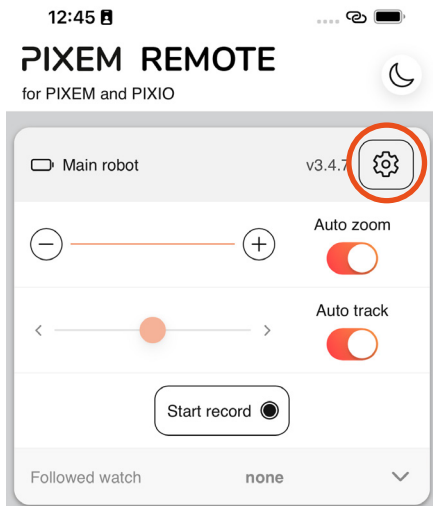 12:45
PIXEM REMOTE
for PIXEM and PIXIO
Main robot
v3.4.7
Auto zoom
Auto track
Start record
Followed watch none